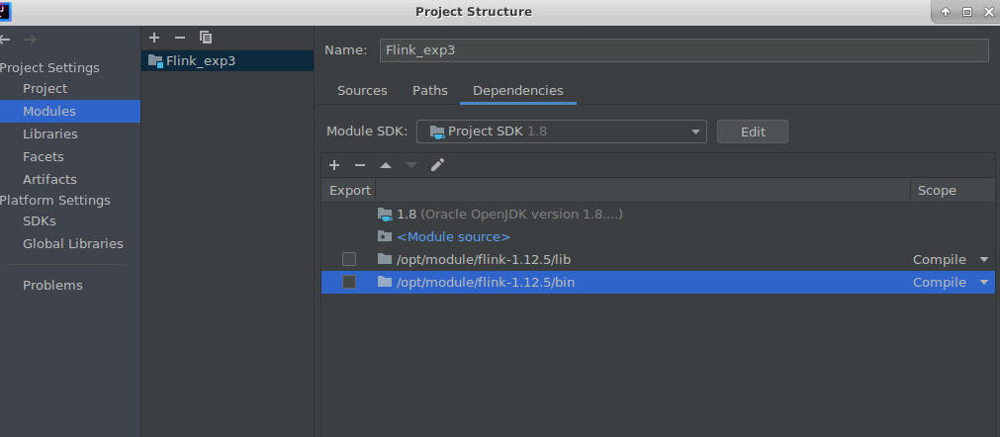 Project Structure
Project Settings
Project
Modules
Libraries
Facets
Artifacts
Platform Settings
SDKs
Global Libraries
Problems
Flink_exp3
Name: Flink_exp3
Sources Paths Dependencies
Module SDK: Project SDK 1.8 Edit
Export Scope
1.8 (Oracle OpenJDK version 1.8....)
<Module source>
/opt/module/flink-1.12.5/lib Compile
/opt/module/flink-1.12.5/bin Compile